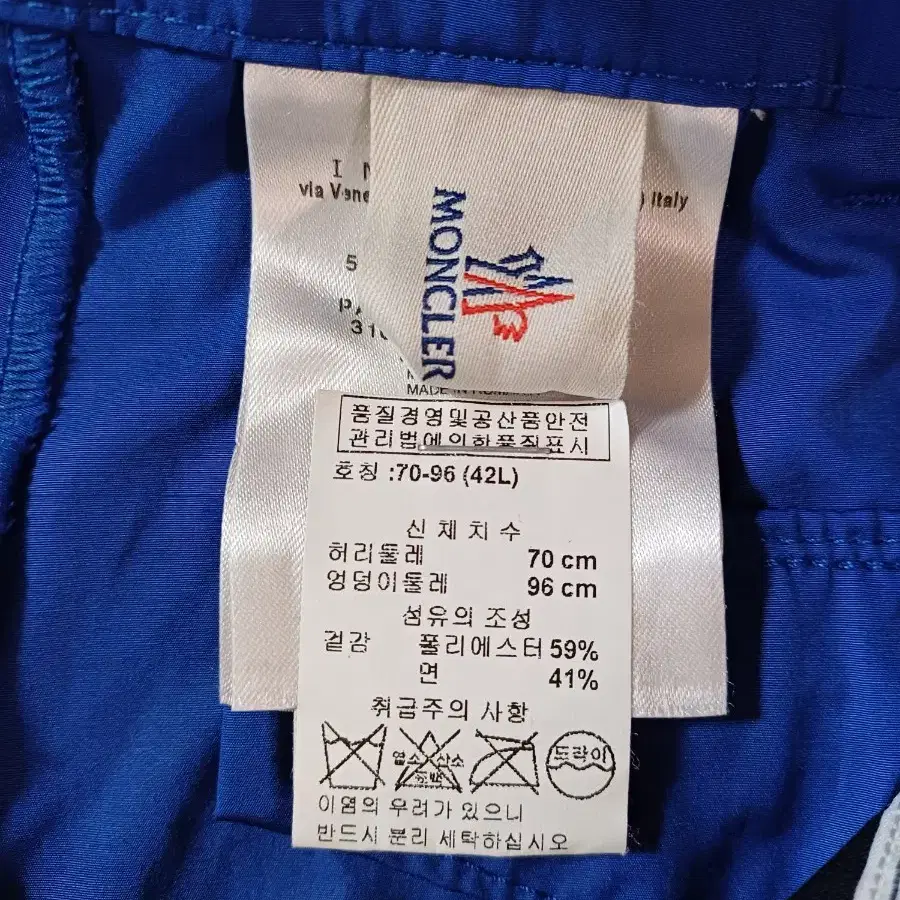 I
via Vene
Italy
5
MONCLER
품질경영및공산품안전
관리법에의한품질표시
호칭 :70-96 (42L)
신체치수
허리둘레 70 cm
엉덩이둘레 96 cm
섬유의 조성
겉감 폴리에스터 59%
면 41%
취급주의 사항
염소 산소
표백
드라이
이염의 우려가 있으니
반드시 분리 세탁하십시오